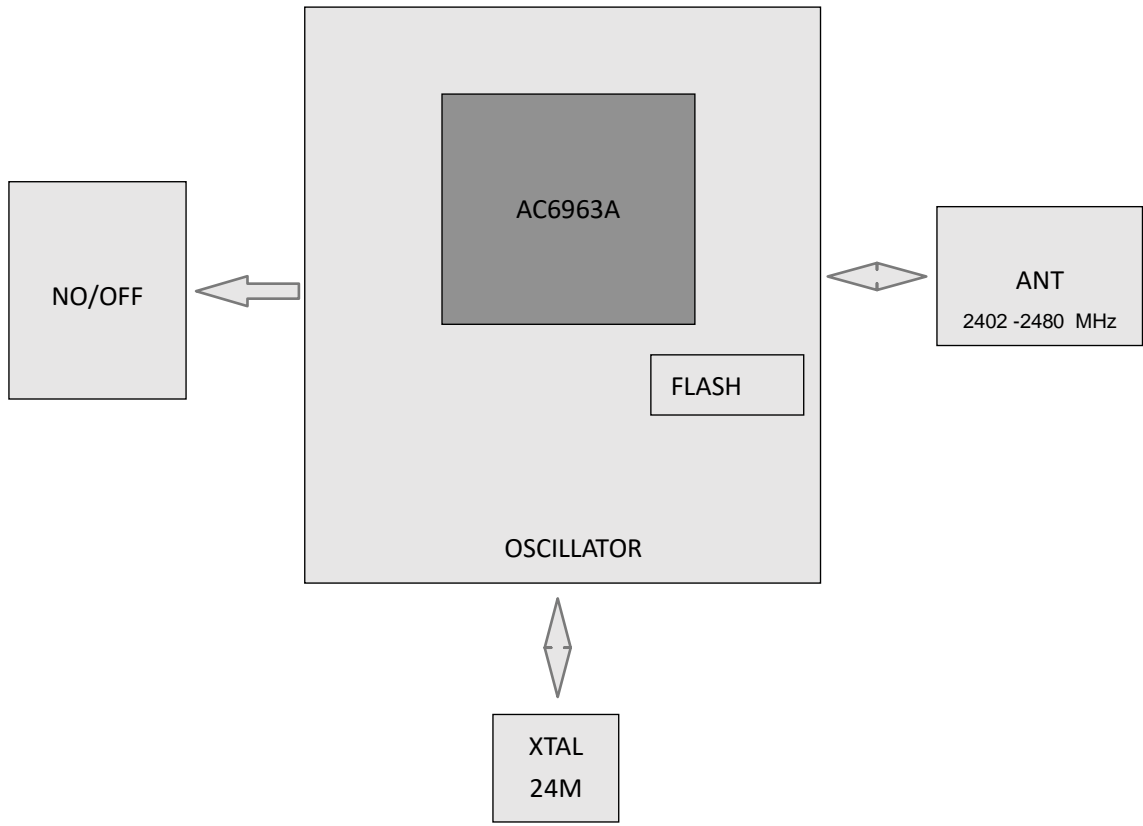 AC6963A
NO/OFF
ANT
2402 -2480 MHz
FLASH
OSCILLATOR
XTAL
24M